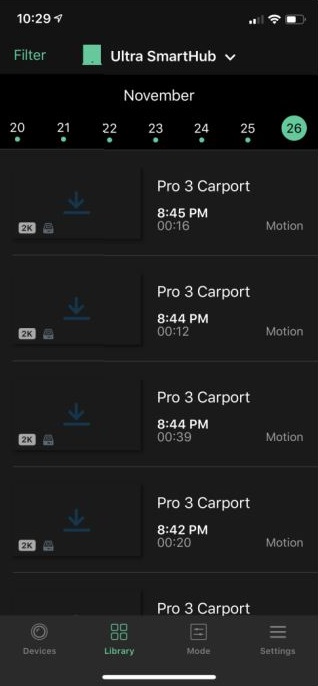 10:29
Filter
Ultra SmartHub
November
20 21 22 23 24 25 26
Pro 3 Carport
8:45 PM
00:16 Motion
2K
Pro 3 Carport
8:44 PM
00:12 Motion
2K
Pro 3 Carport
8:44 PM
00:39 Motion
2K
Pro 3 Carport
8:42 PM
00:20 Motion
2K
Pro 3 Carport
Devices Library Mode Settings